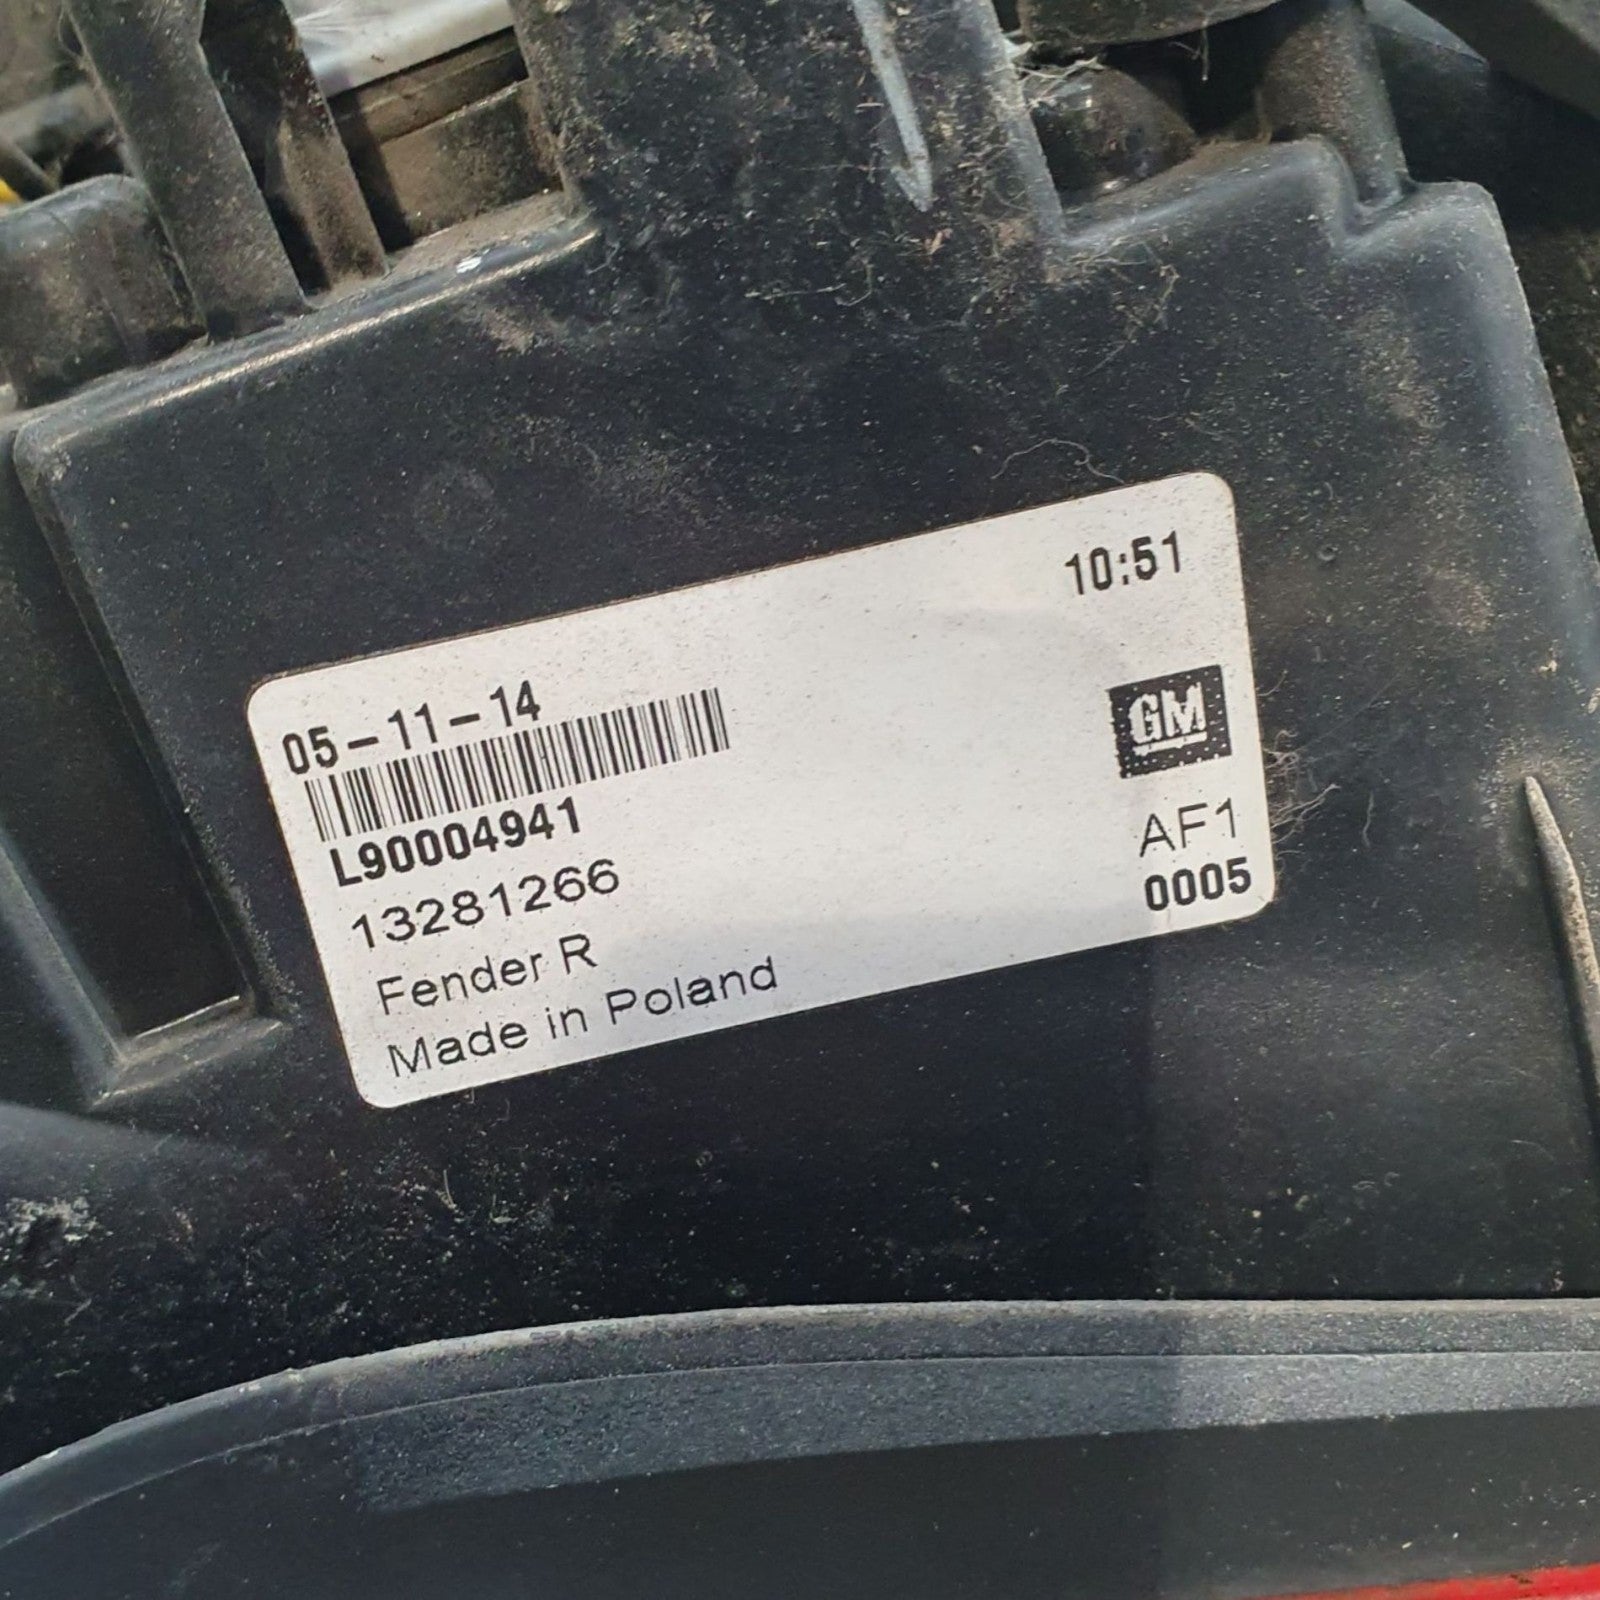 10:51
05-11-14
GM
L90004941
AF1
13281266
0005
Fender R
Made in Poland